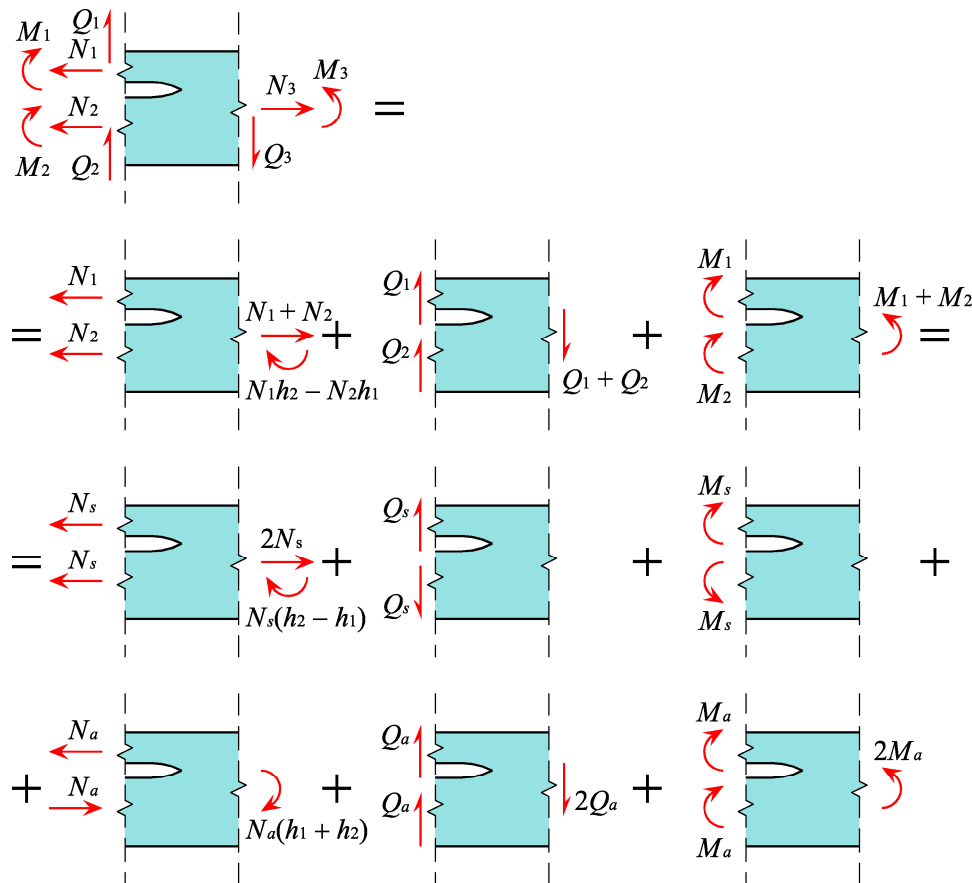 Q1
M1
N1
N3
M3
=
N2
M2
Q2
Q3
N1
Q1
M1
M1 + M2
= N2
N1 + N2 +
Q2
+
=
N1h2 − N2h1
Q1 + Q2
M2
Ns
Qs
Ms
= Ns
2Ns +
+
+
Ns(h2 − h1)
Qs
Ms
Na
Qa
Ma
2Ma
+ Na
+
Qa
2Qa +
Na(h1 + h2)
Ma